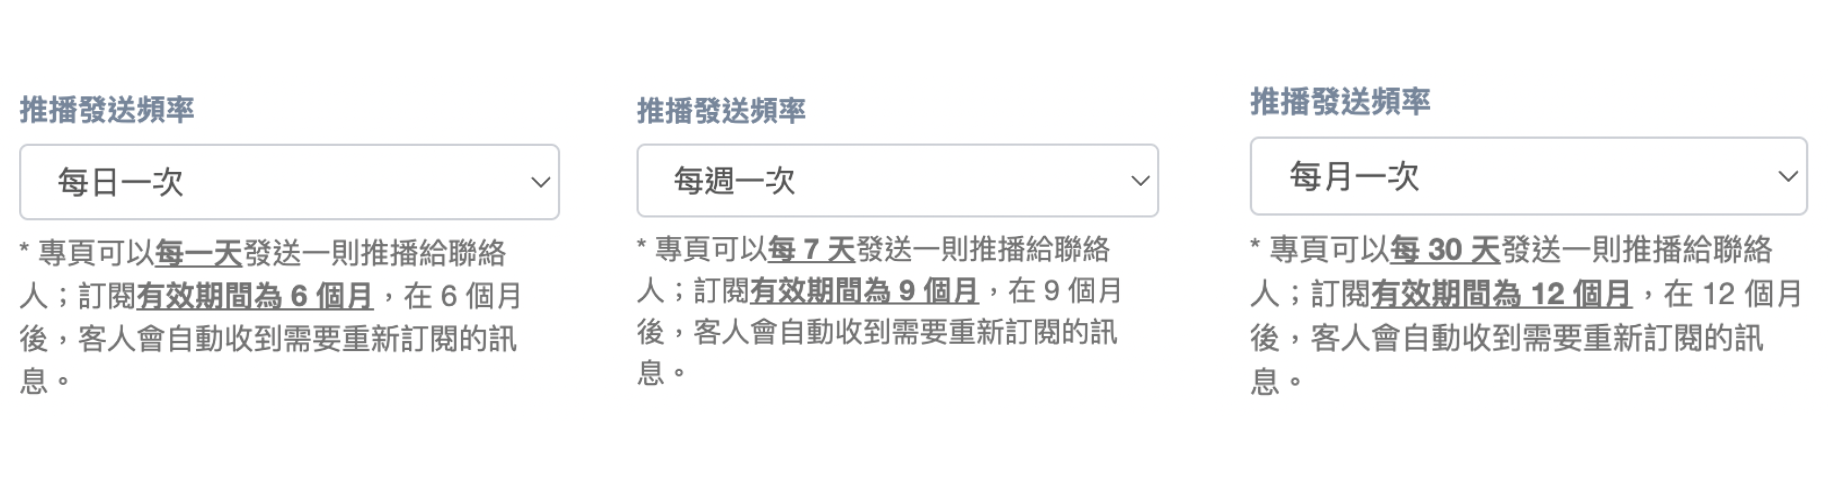 推播發送頻率
每日一次
* 專頁可以每一天發送一則推播給聯絡
人；訂閱有效期間為 6 個月，在 6 個月
後，客人會自動收到需要重新訂閱的訊
息。
推播發送頻率
每週一次
* 專頁可以每 7 天發送一則推播給聯絡
人；訂閱有效期間為 9 個月，在 9 個月
後，客人會自動收到需要重新訂閱的訊
息。
推播發送頻率
每月一次
* 專頁可以每 30 天發送一則推播給聯絡
人；訂閱有效期間為 12 個月，在 12 個月
後，客人會自動收到需要重新訂閱的訊
息。